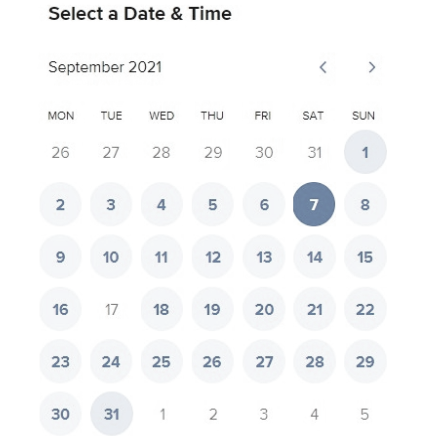 Select a Date & Time
September 2021
MON TUE WED THU FRI SAT SUN
26 27 28 29 30 31 1
2 3 4 5 6 7 8
9 10 11 12 13 14 15
16 17 18 19 20 21 22
23 24 25 26 27 28 29
30 31 1 2 3 4 5